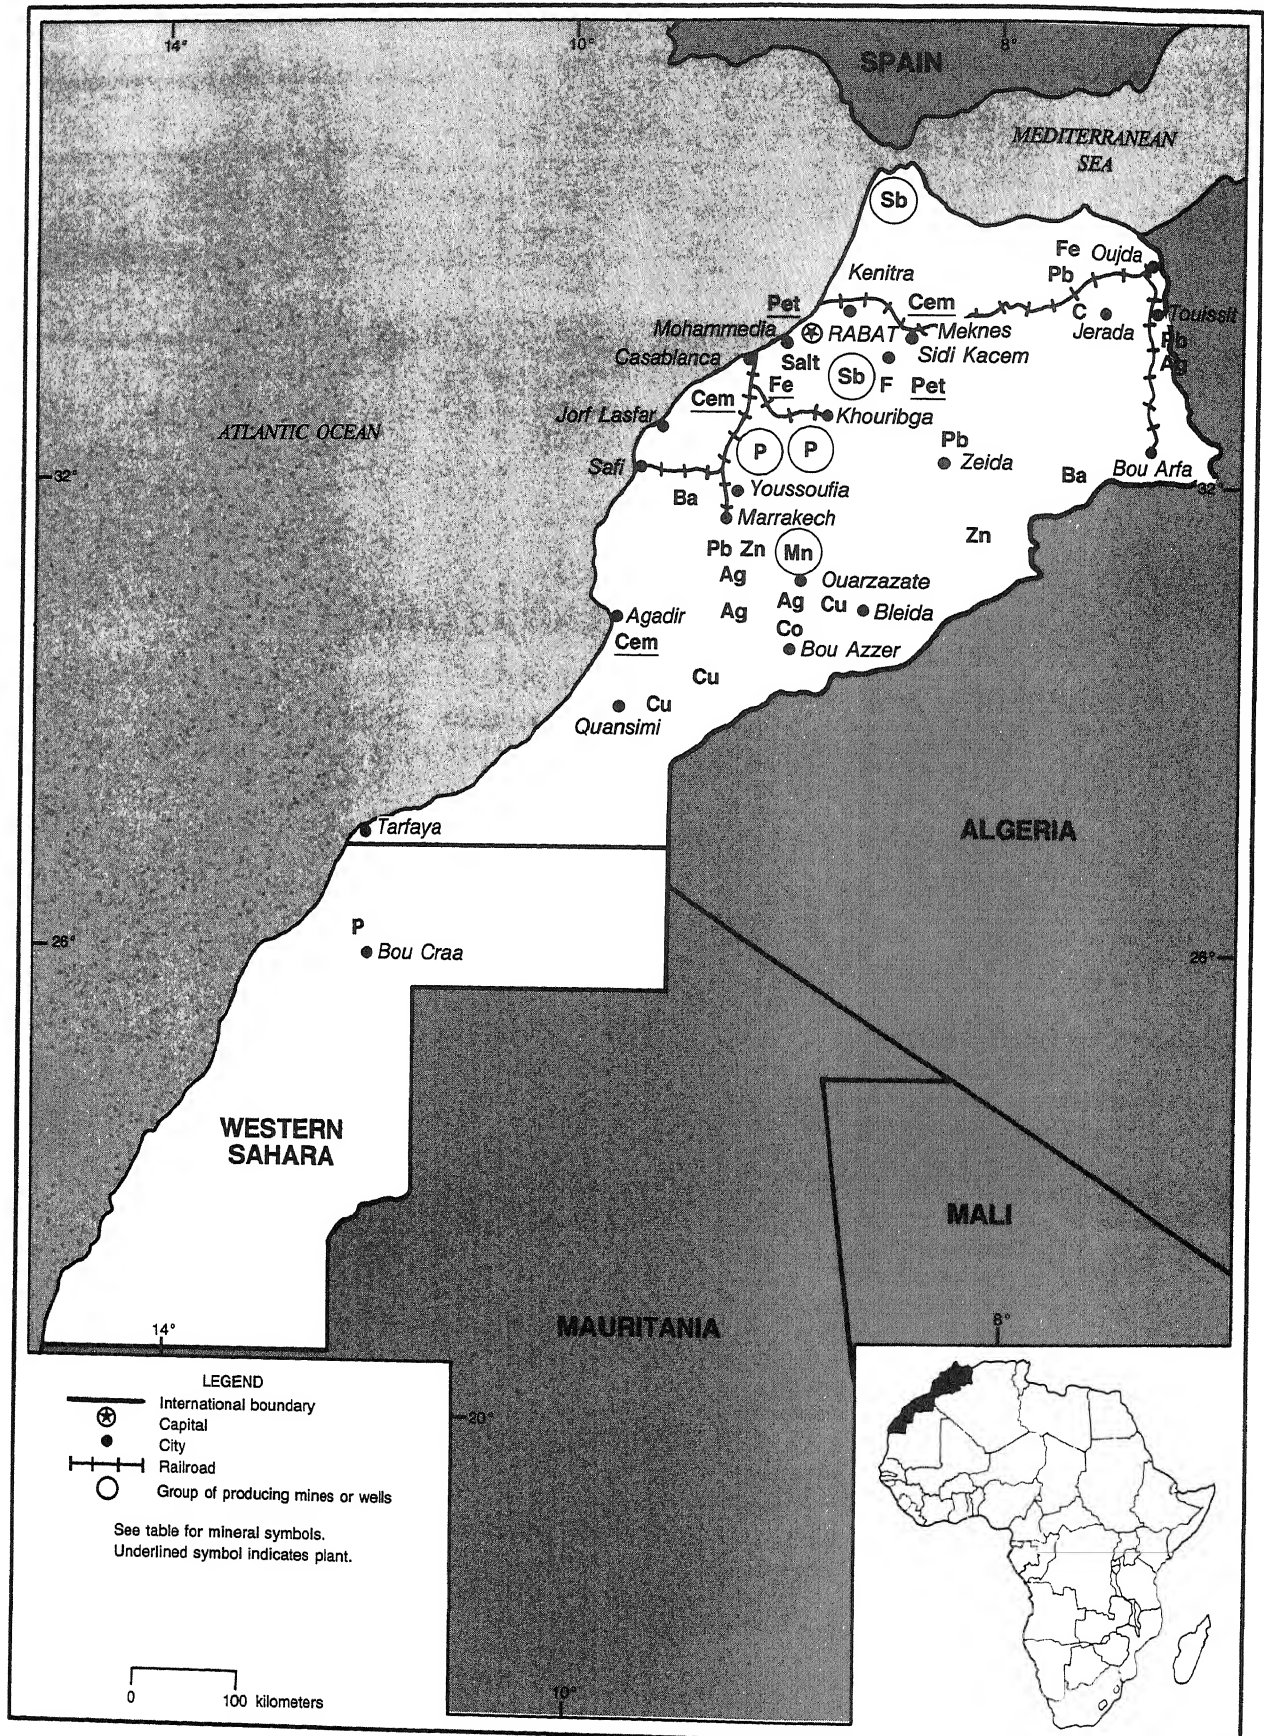 14°
10°
8°
SPAIN
MEDITERRANEAN
SEA
Sb
Fe Oujda
Pb
Kenitra
Pet
Cem
C
Jerada
Touissit
Mohammedia
RABAT
Meknes
Pb
Casablanca
Salt
Sidi Kacem
Ag
Sb
F
Pet
Fe
Cem
Jorf Lasfar
Khouribga
ATLANTIC OCEAN
P
P
Pb
Safi
Zeida
Ba
Bou Arfa
32°
32°
Ba
Youssoufia
Marrakech
Zn
Pb Zn
Mn
Ag
Ouarzazate
Ag
Ag
Cu
Bleida
Agadir
Co
Cem
Bou Azzer
Cu
Cu
Quansimi
Tarfaya
ALGERIA
P
26°
Bou Craa
26°
WESTERN
SAHARA
MALI
MAURITANIA
14°
8°
LEGEND
International boundary
Capital
City
Railroad
Group of producing mines or wells
See table for mineral symbols.
Underlined symbol indicates plant.
20°
0
100 kilometers
10°